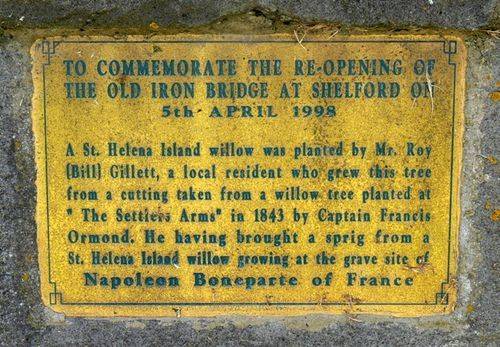 TO COMMEMORATE THE RE-OPENING OF
THE OLD IRON BRIDGE AT SHELFORD ON
5th APRIL 1998
A St. Helena Island willow was planted by Mr. Roy
(Bill) Gillett, a local resident who grew this tree
from a cutting taken from a willow tree planted at
" The Settlers Arms" in 1843 by Captain Francis
Ormond. He having brought a sprig from a
St. Helena Island willow growing at the grave site of
Napoleon Boneparte of France